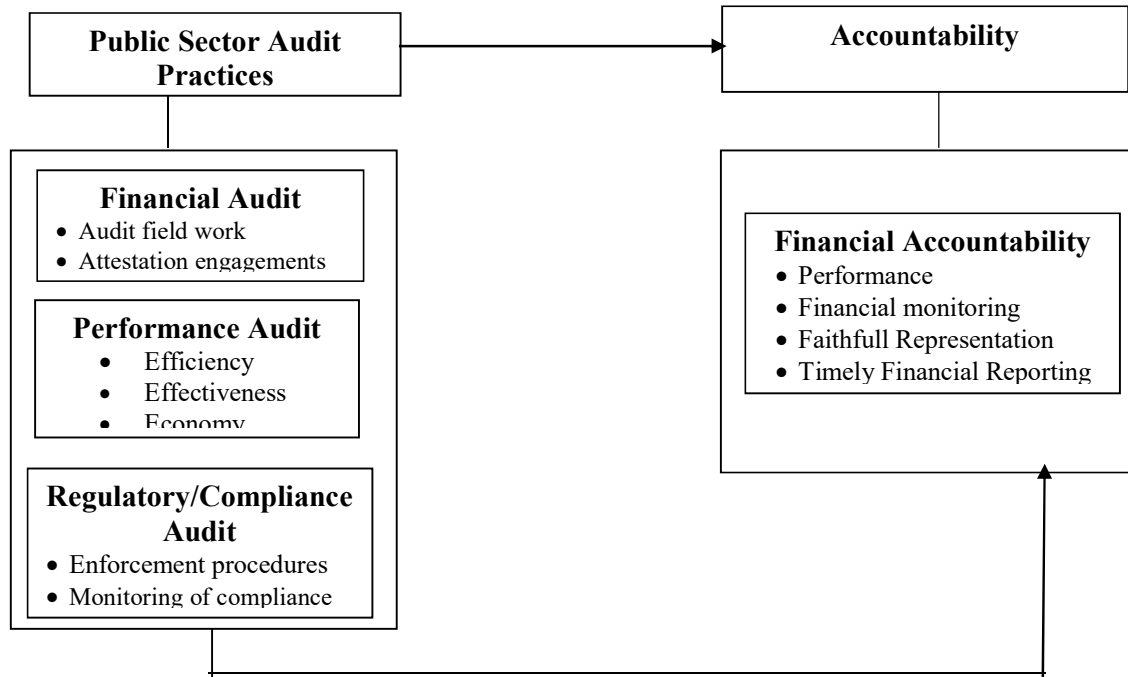 Public Sector Audit
Practices
Accountability
Financial Audit
• Audit field work
• Attestation engagements
Performance Audit
• Efficiency
• Effectiveness
• Economy
Regulatory/Compliance
Audit
• Enforcement procedures
• Monitoring of compliance
Financial Accountability
• Performance
• Financial monitoring
• Faithfull Representation
• Timely Financial Reporting